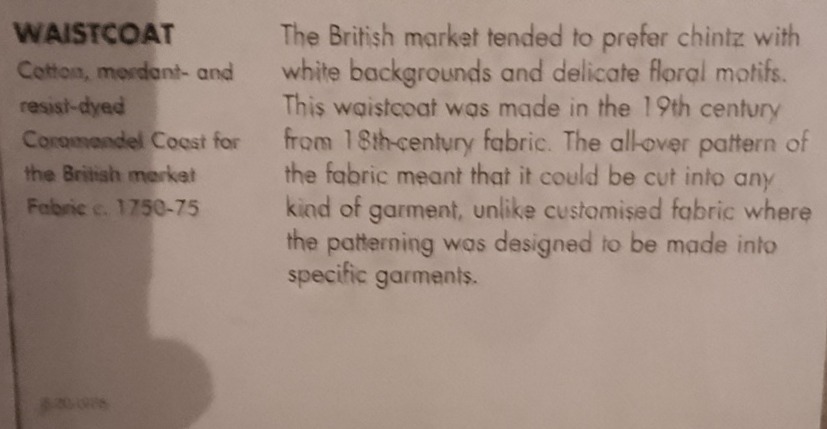 WAISTCOAT
Cotton, mordant- and
resist-dyed
Coromandel Coast for
the British market
Fabric c. 1750-75
The British market tended to prefer chintz with
white backgrounds and delicate floral motifs.
This waistcoat was made in the 19th century
from 18th-century fabric. The all-over pattern of
the fabric meant that it could be cut into any
kind of garment, unlike customised fabric where
the patterning was designed to be made into
specific garments.